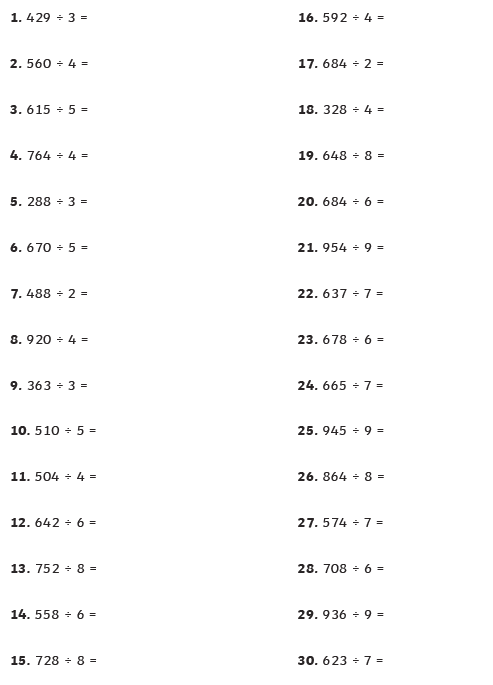 1. 429 ÷ 3 =
2. 560 ÷ 4 =
3. 615 ÷ 5 =
4. 764 ÷ 4 =
5. 288 ÷ 3 =
6. 670 ÷ 5 =
7. 488 ÷ 2 =
8. 920 ÷ 4 =
9. 363 ÷ 3 =
10. 510 ÷ 5 =
11. 504 ÷ 4 =
12. 642 ÷ 6 =
13. 752 ÷ 8 =
14. 558 ÷ 6 =
15. 728 ÷ 8 =
16. 592 ÷ 4 =
17. 684 ÷ 2 =
18. 328 ÷ 4 =
19. 648 ÷ 8 =
20. 684 ÷ 6 =
21. 954 ÷ 9 =
22. 637 ÷ 7 =
23. 678 ÷ 6 =
24. 665 ÷ 7 =
25. 945 ÷ 9 =
26. 864 ÷ 8 =
27. 574 ÷ 7 =
28. 708 ÷ 6 =
29. 936 ÷ 9 =
30. 623 ÷ 7 =